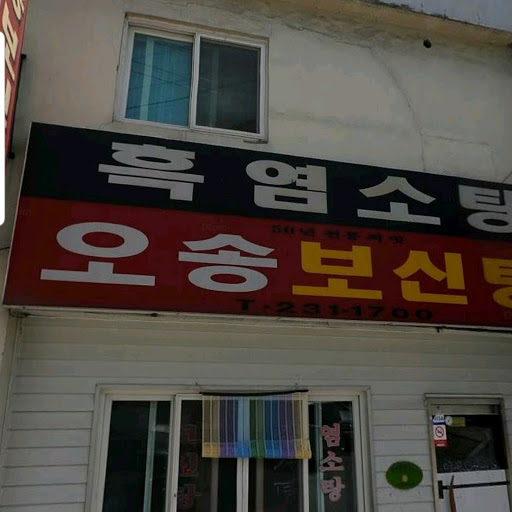 흑염소탕
50년 전통의 맛
오송보신탕
T·231-1700
염소탕